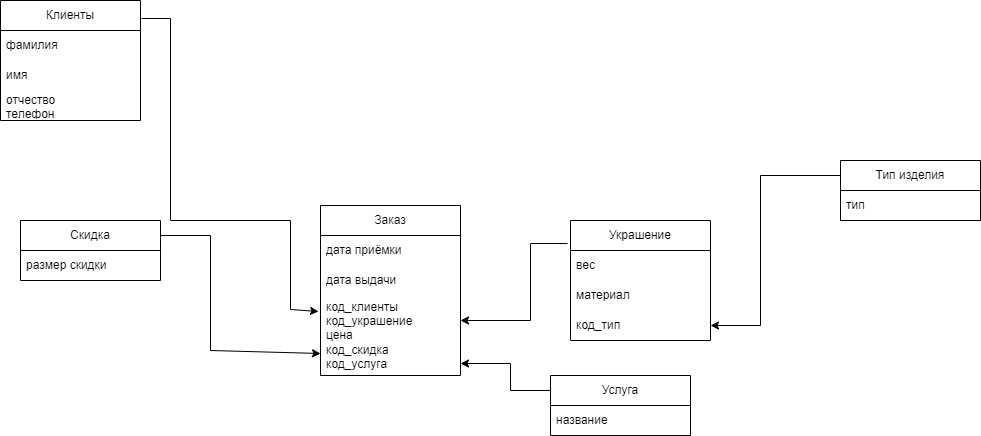 Клиенты
фамилия
имя
отчество
телефон
Тип изделия
тип
Скидка
размер скидки
Заказ
дата приёмки
дата выдачи
код_клиенты
код_украшение
цена
код_скидка
код_услуга
Украшение
вес
материал
код_тип
Услуга
название